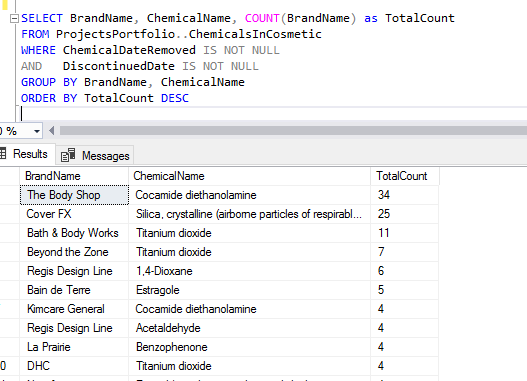 SELECT BrandName, ChemicalName, COUNT(BrandName) as TotalCount
FROM ProjectsPortfolio..ChemicalsInCosmetic
WHERE ChemicalDateRemoved IS NOT NULL
AND DiscontinuedDate IS NOT NULL
GROUP BY BrandName, ChemicalName
ORDER BY TotalCount DESC
0 %
Results Messages
BrandName ChemicalName TotalCount
The Body Shop Cocamide diethanolamine 34
Cover FX Silica, crystalline (airborne particles of respirabl... 25
Bath & Body Works Titanium dioxide 11
Beyond the Zone Titanium dioxide 7
Regis Design Line 1,4-Dioxane 6
Bain de Terre Estragole 5
Kimcare General Cocamide diethanolamine 4
Regis Design Line Acetaldehyde 4
La Prairie Benzophenone 4
0 DHC Titanium dioxide 4